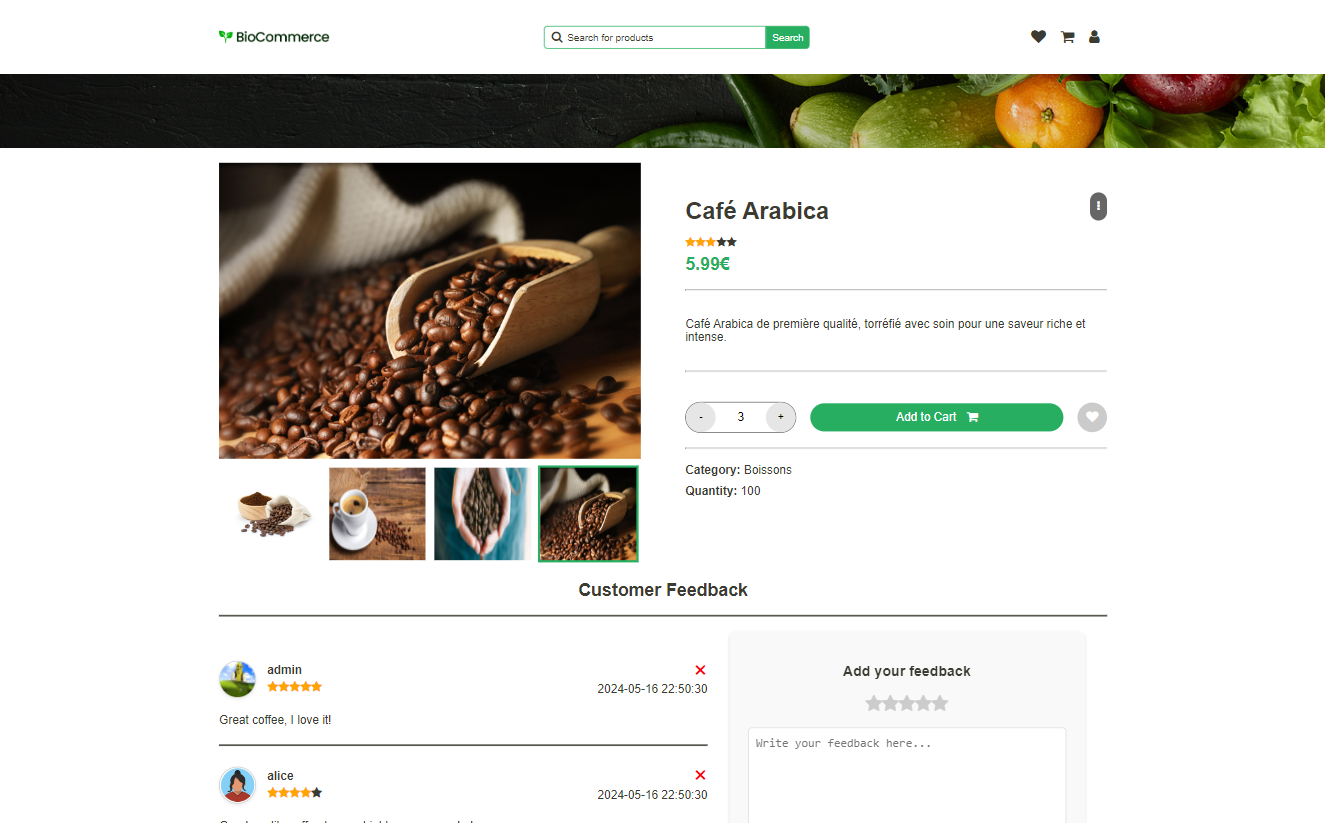 BioCommerce
Search for products
Search
Café Arabica
5.99€
Café Arabica de première qualité, torréfié avec soin pour une saveur riche et
intense.
- 3 +
Add to Cart
Category: Boissons
Quantity: 100
Customer Feedback
admin
2024-05-16 22:50:30
Great coffee, I love it!
alice
2024-05-16 22:50:30
Add your feedback
Write your feedback here...